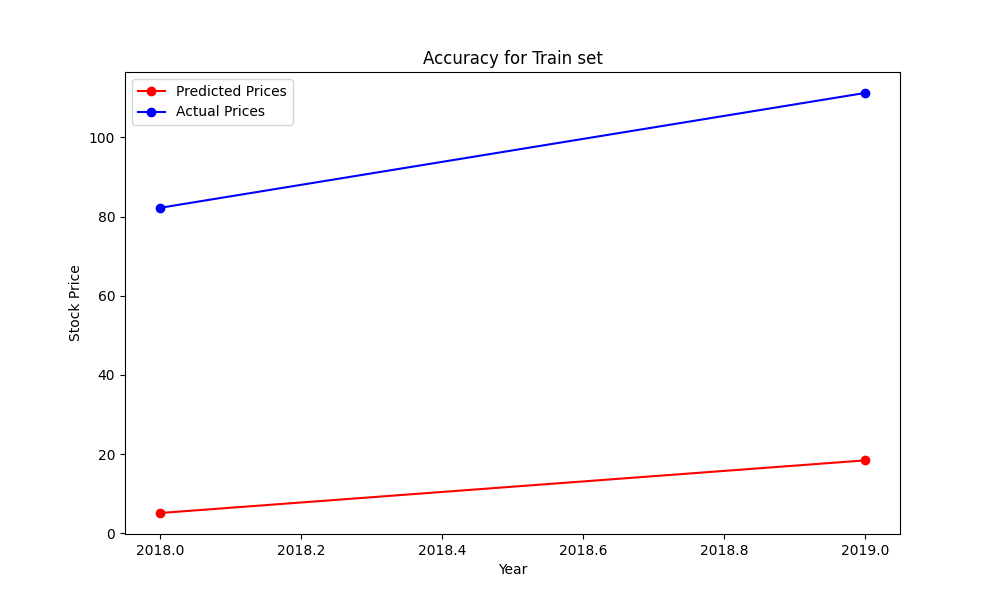 Accuracy for Train set
Predicted Prices
Actual Prices
Stock Price
100
80
60
40
20
0
2018.0 2018.2 2018.4 2018.6 2018.8 2019.0
Year